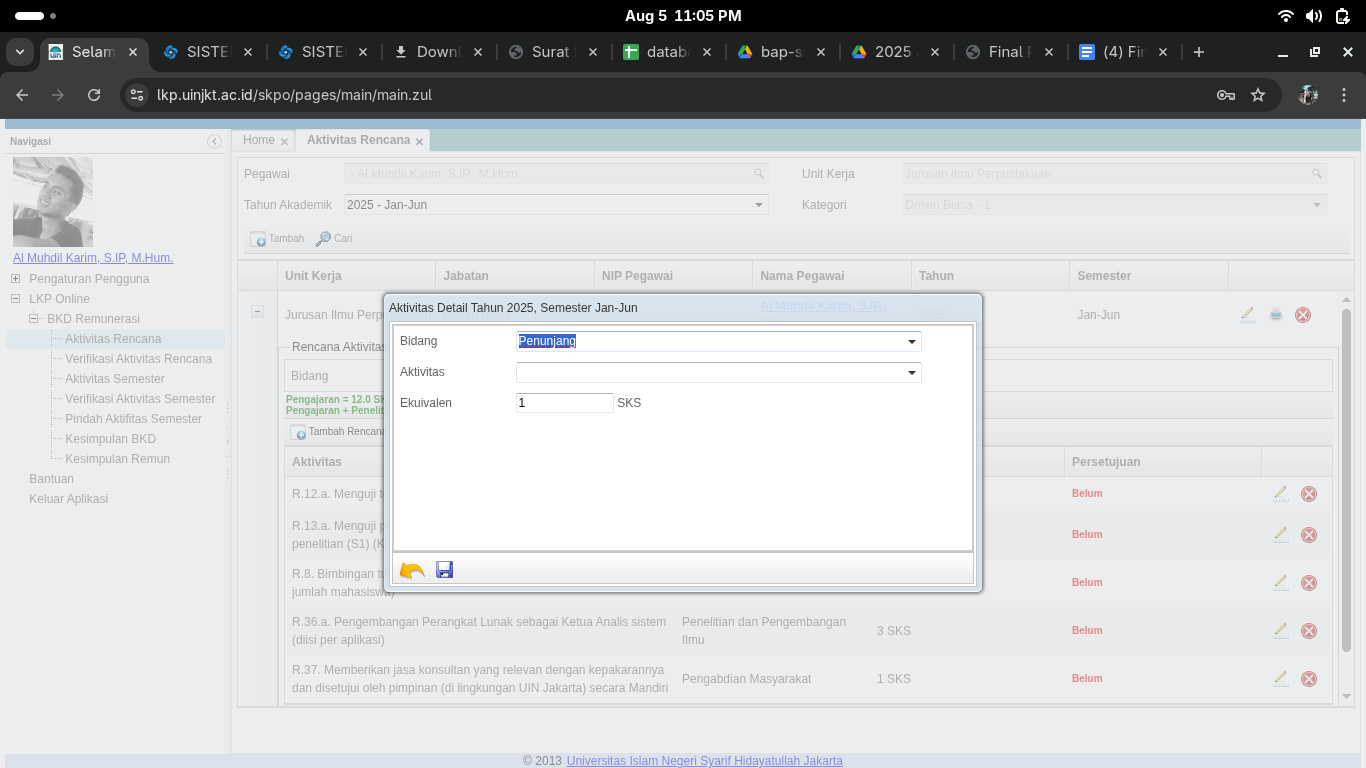 Aug 5 11:05 PM
Selam
SISTE
SISTE
Downl
Surat
datab
bap-s
2025
Final
(4) Fir
lkp.uinjkt.ac.id/skpo/pages/main/main.zul
Navigasi
Home
Aktivitas Rencana
Pegawai
- Al Muhdil Karim, S.IP., M.Hum
Unit Kerja
Jurusan Ilmu Perpustakaan
Tahun Akademik
2025 - Jan-Jun
Kategori
Dosen Biasa - 1
Tambah
Cari
Al Muhdil Karim, S.IP, M.Hum.
Pengaturan Pengguna
LKP Online
BKD Remunerasi
Aktivitas Rencana
Verifikasi Aktivitas Rencana
Aktivitas Semester
Verifikasi Aktivitas Semester
Pindah Aktifitas Semester
Kesimpulan BKD
Kesimpulan Remun
Bantuan
Keluar Aplikasi
Unit Kerja
Jabatan
NIP Pegawai
Nama Pegawai
Tahun
Semester
Jurusan Ilmu Perp
Al Muhdil Karim, S.IP.,
2025
Jan-Jun
Rencana Aktivitas
Bidang
Pengajaran = 12.0 SK
Pengajaran + Penelit
Tambah Rencana
Aktivitas
Persetujuan
R.12.a. Menguji
Belum
R.13.a. Menguji
penelitian (S1)
Belum
R.8. Bimbingan
jumlah mahasiswa)
Belum
R.36.a. Pengembangan Perangkat Lunak sebagai Ketua Analis sistem
(diisi per aplikasi)
Penelitian dan Pengembangan
Ilmu
3 SKS
Belum
R.37. Memberikan jasa konsultan yang relevan dengan kepakarannya
dan disetujui oleh pimpinan (di lingkungan UIN Jakarta) secara Mandiri
Pengabdian Masyarakat
1 SKS
Belum
Aktivitas Detail Tahun 2025, Semester Jan-Jun
Bidang
Penunjang
Aktivitas
Ekuivalen
1
SKS
© 2013 Universitas Islam Negeri Syarif Hidayatullah Jakarta